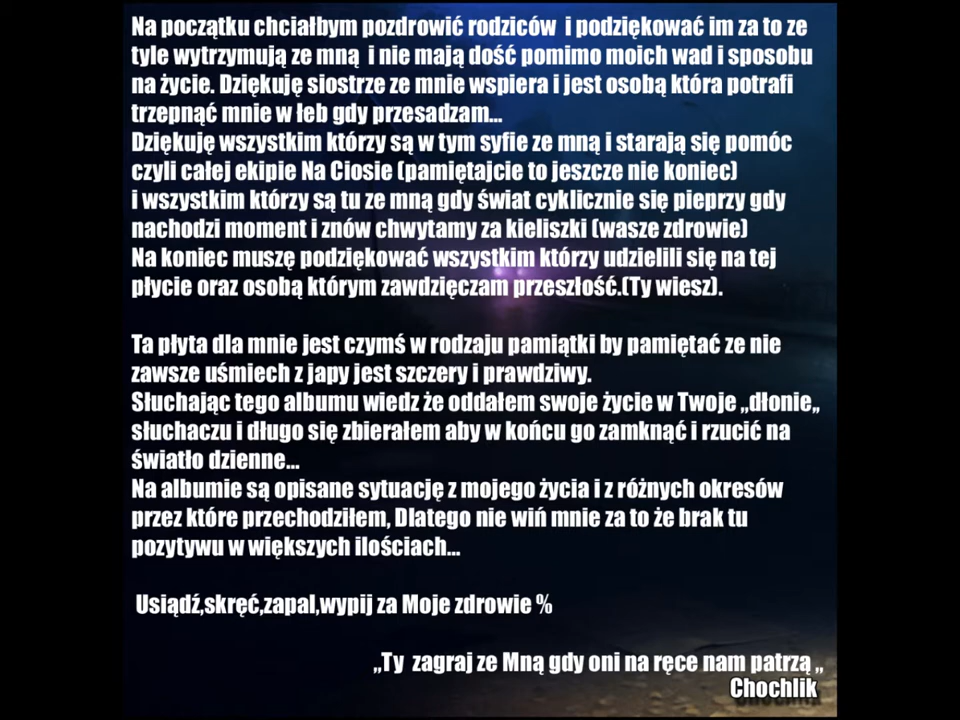 Na początku chciałbym pozdrowić rodziców i podziękować im za to ze
tyle wytrzymują ze mną i nie mają dość pomimo moich wad i sposobu
na życie. Dziękuję siostrze ze mnie wspiera i jest osobą która potrafi
trzepnąć mnie w łeb gdy przesadzam...
Dziękuję wszystkim którzy są w tym syfie ze mną i starają się pomóc
czyli całej ekipie Na Ciosie (pamiętajcie to jeszcze nie koniec)
i wszystkim którzy są tu ze mną gdy świat cyklicznie się pieprzy gdy
nachodzi moment i znów chwytamy za kieliszki (wasze zdrowie)
Na koniec muszę podziękować wszystkim którzy udzielili się na tej
płycie oraz osobą którym zawdzięczam przeszłość.(Ty wiesz).

Ta płyta dla mnie jest czymś w rodzaju pamiątki by pamiętać ze nie
zawsze uśmiech z japy jest szczery i prawdziwy.
Słuchając tego albumu wiedz że oddałem swoje życie w Twoje „dłonie„
słuchaczu i długo się zbierałem aby w końcu go zamknąć i rzucić na
światło dzienne...
Na albumie są opisane sytuację z mojego życia i z różnych okresów
przez które przechodziłem, Dlatego nie wiń mnie za to że brak tu
pozytywu w większych ilościach...

Usiądź,skręć,zapal,wypij za Moje zdrowie %

„Ty zagraj ze Mną gdy oni na ręce nam patrzą „
Chochlik